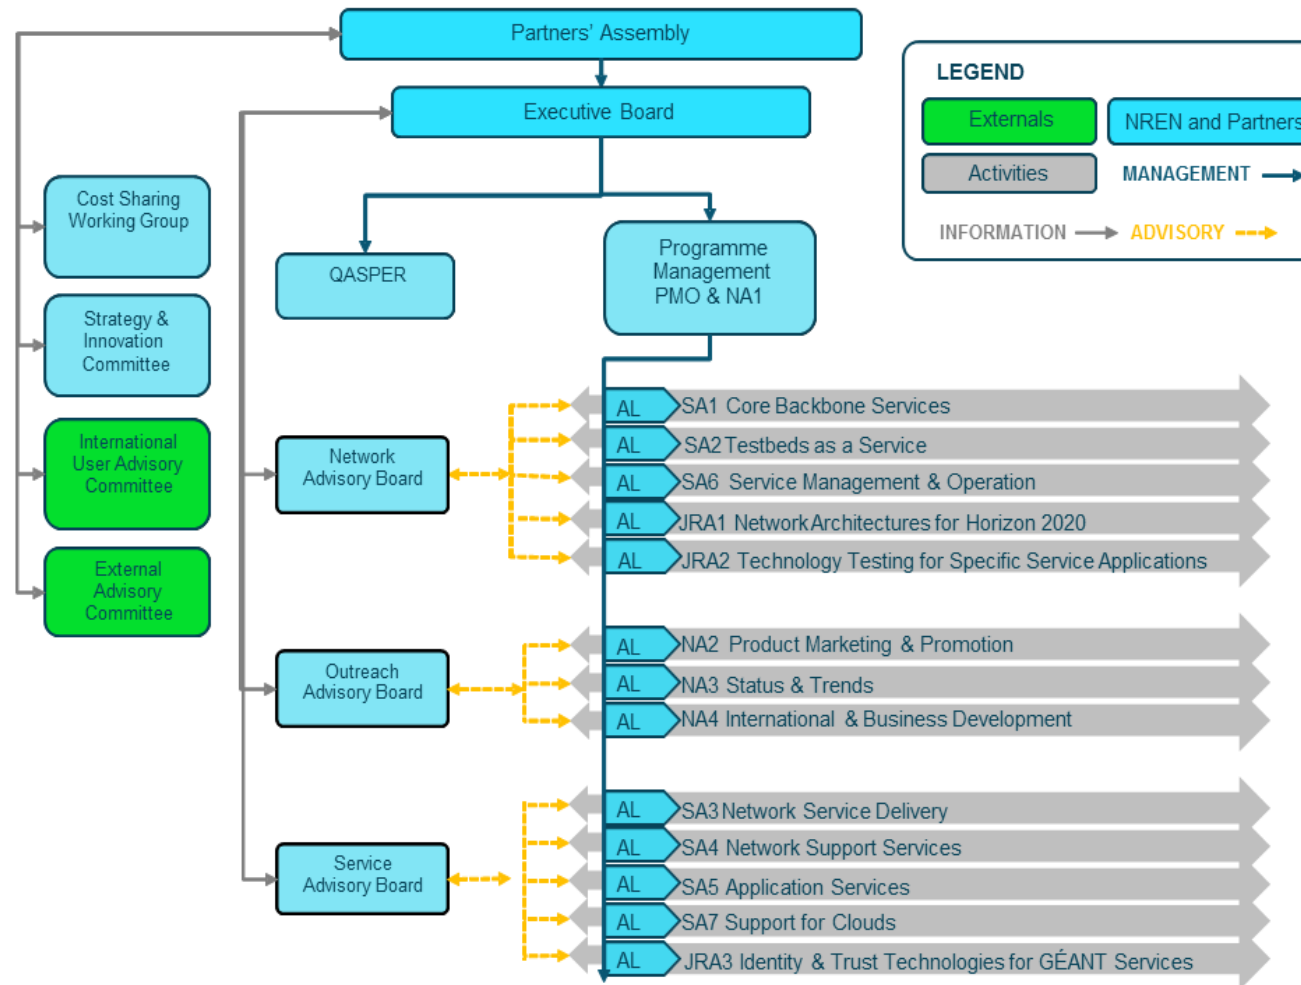 Partners' Assembly
Executive Board
LEGEND
Externals
NREN and Partners
Activities
MANAGEMENT
INFORMATION
ADVISORY
Cost Sharing
Working Group
Strategy &
Innovation
Committee
International
User Advisory
Committee
External
Advisory
Committee
QASPER
Programme
Management
PMO & NA1
Network
Advisory Board
AL SA1 Core Backbone Services
AL SA2 Testbeds as a Service
AL SA6 Service Management & Operation
AL JRA1 Network Architectures for Horizon 2020
AL JRA2 Technology Testing for Specific Service Applications
Outreach
Advisory Board
AL NA2 Product Marketing & Promotion
AL NA3 Status & Trends
AL NA4 International & Business Development
Service
Advisory Board
AL SA3 Network Service Delivery
AL SA4 Network Support Services
AL SA5 Application Services
AL SA7 Support for Clouds
AL JRA3 Identity & Trust Technologies for GÉANT Services